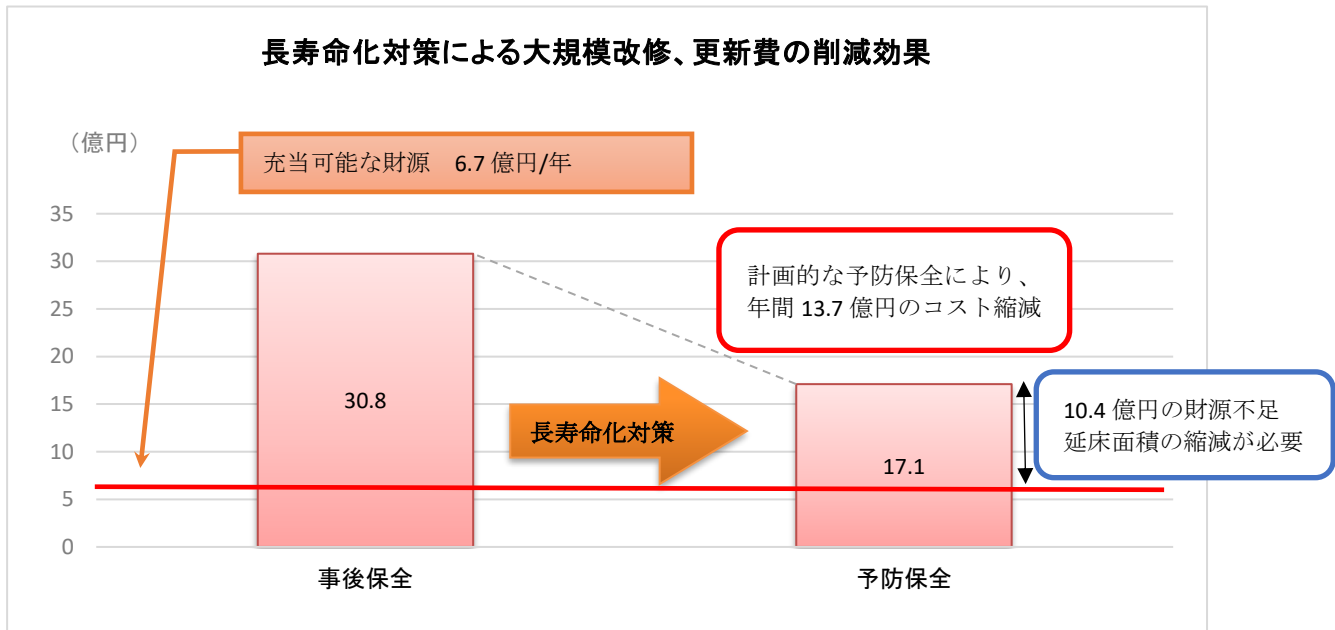 長寿命化対策による大規模改修、更新費の削減効果
（億円）
充当可能な財源　6.7 億円/年
35
30
25
20
15
10
5
0
計画的な予防保全により、
年間 13.7 億円のコスト縮減
30.8
長寿命化対策
17.1
10.4 億円の財源不足
延床面積の縮減が必要
事後保全
予防保全